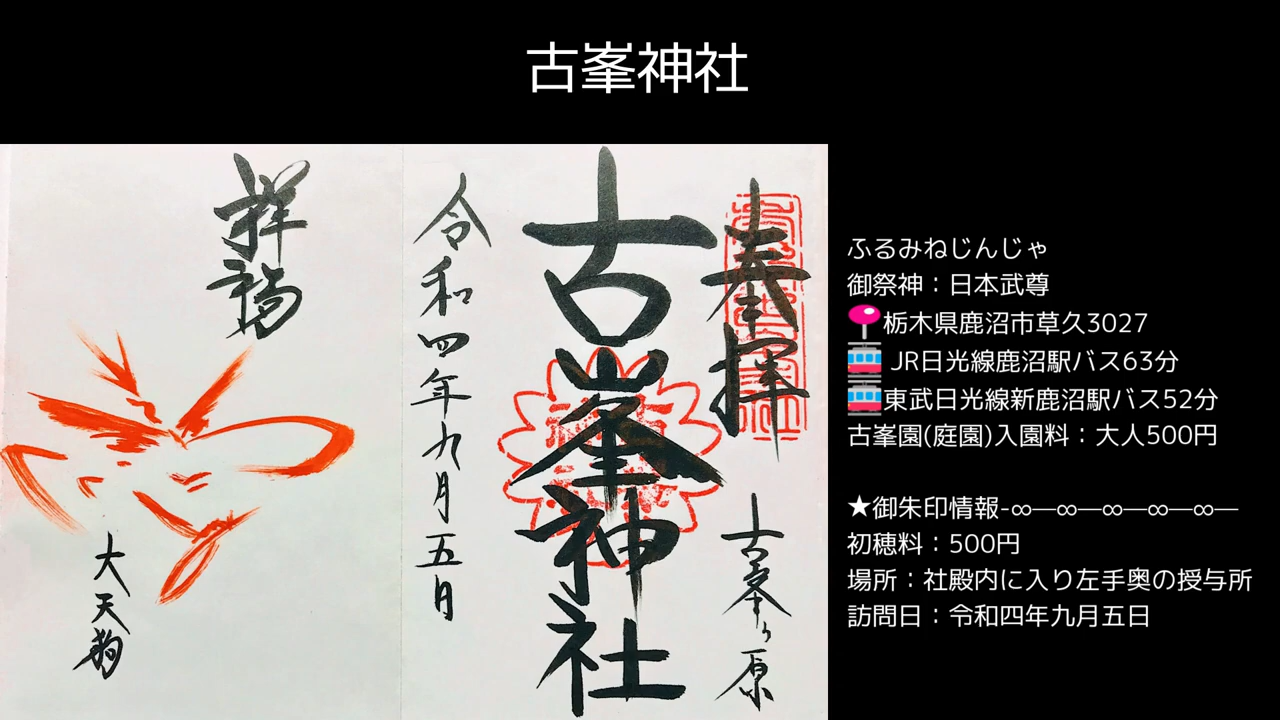 古峯神社
奉拝
古峯ヶ原
古峯神社
令和四年九月五日
祥福
大天狗
ふるみねじんじゃ
御祭神：日本武尊
📍栃木県鹿沼市草久3027
🚃 JR日光線鹿沼駅バス63分
🚃東武日光線新鹿沼駅バス52分
古峯園(庭園)入園料：大人500円
★御朱印情報-∞—∞—∞—∞—∞—
初穂料：500円
場所：社殿内に入り左手奥の授与所
訪問日：令和四年九月五日